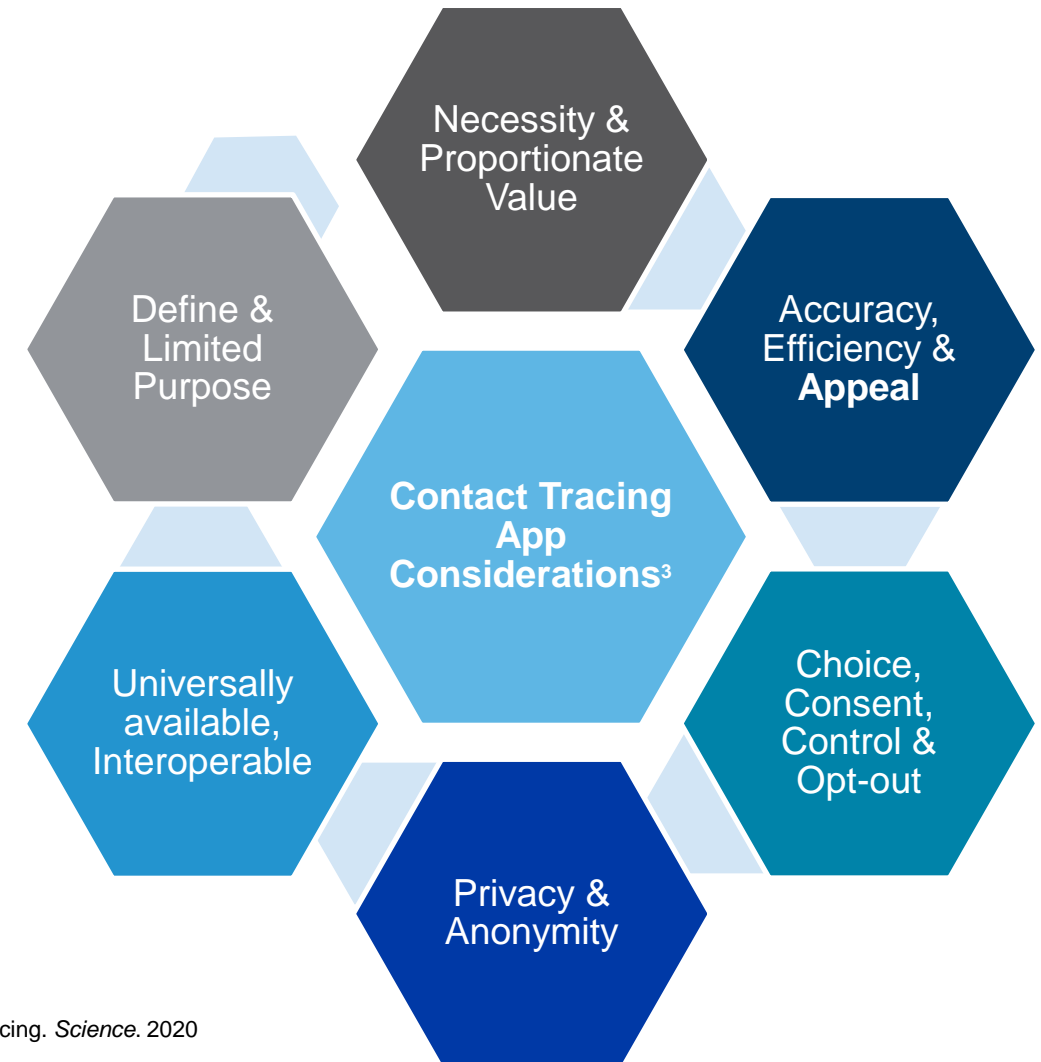 Necessity &
Proportionate
Value
Accuracy,
Efficiency &
Appeal
Define &
Limited
Purpose
Contact Tracing
App
Considerations³
Choice,
Consent,
Control &
Opt-out
Universally
available,
Interoperable
Privacy &
Anonymity
cing. Science. 2020